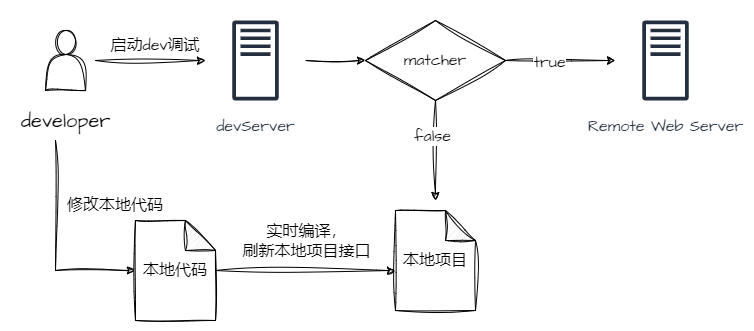 启动dev调试
matcher
true
developer
devServer
Remote Web Server
false
修改本地代码
实时编译，
刷新本地项目接口
本地代码
本地项目